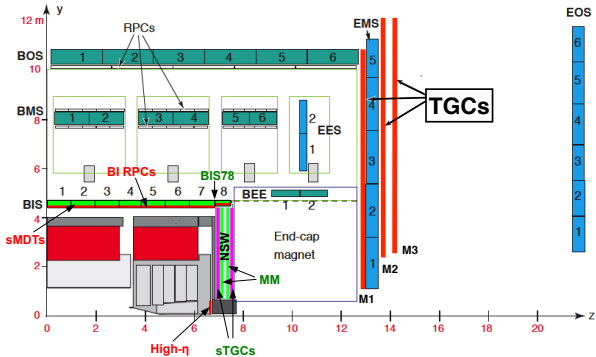 12 m
y
EMS
EOS
RPCs
BOS
1 2 3 4 5 6
10
5
6
5
4
3
2
1
TGCs
BMS
8
1 2
3 4
5 6
2
1
EES
4
3
2
1
6
BI RPCs
BIS78
1 2 3 4 5 6 7 8
BEE
1 2
BIS
4
sMDTs
NSW
End-cap
magnet
M3
M2
M1
MM
2
0
0 2 4 6 8 10 12 14 16 18 20
z
High-η
sTGCs